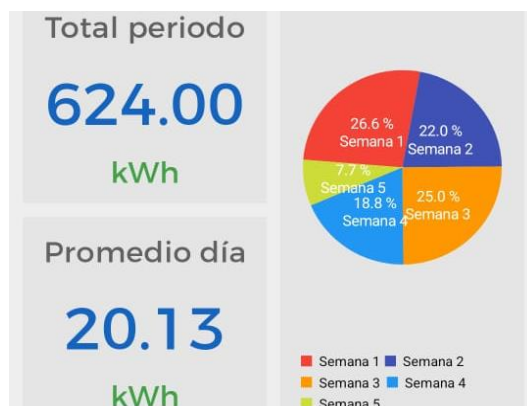 Total periodo
624.00
kWh
Promedio día
20.13
kWh
26.6 %
Semana 1
22.0 %
Semana 2
7.7 %
Semana 5
25.0 %
Semana 3
18.8 %
Semana 4
Semana 1 Semana 2
Semana 3 Semana 4
Semana 5